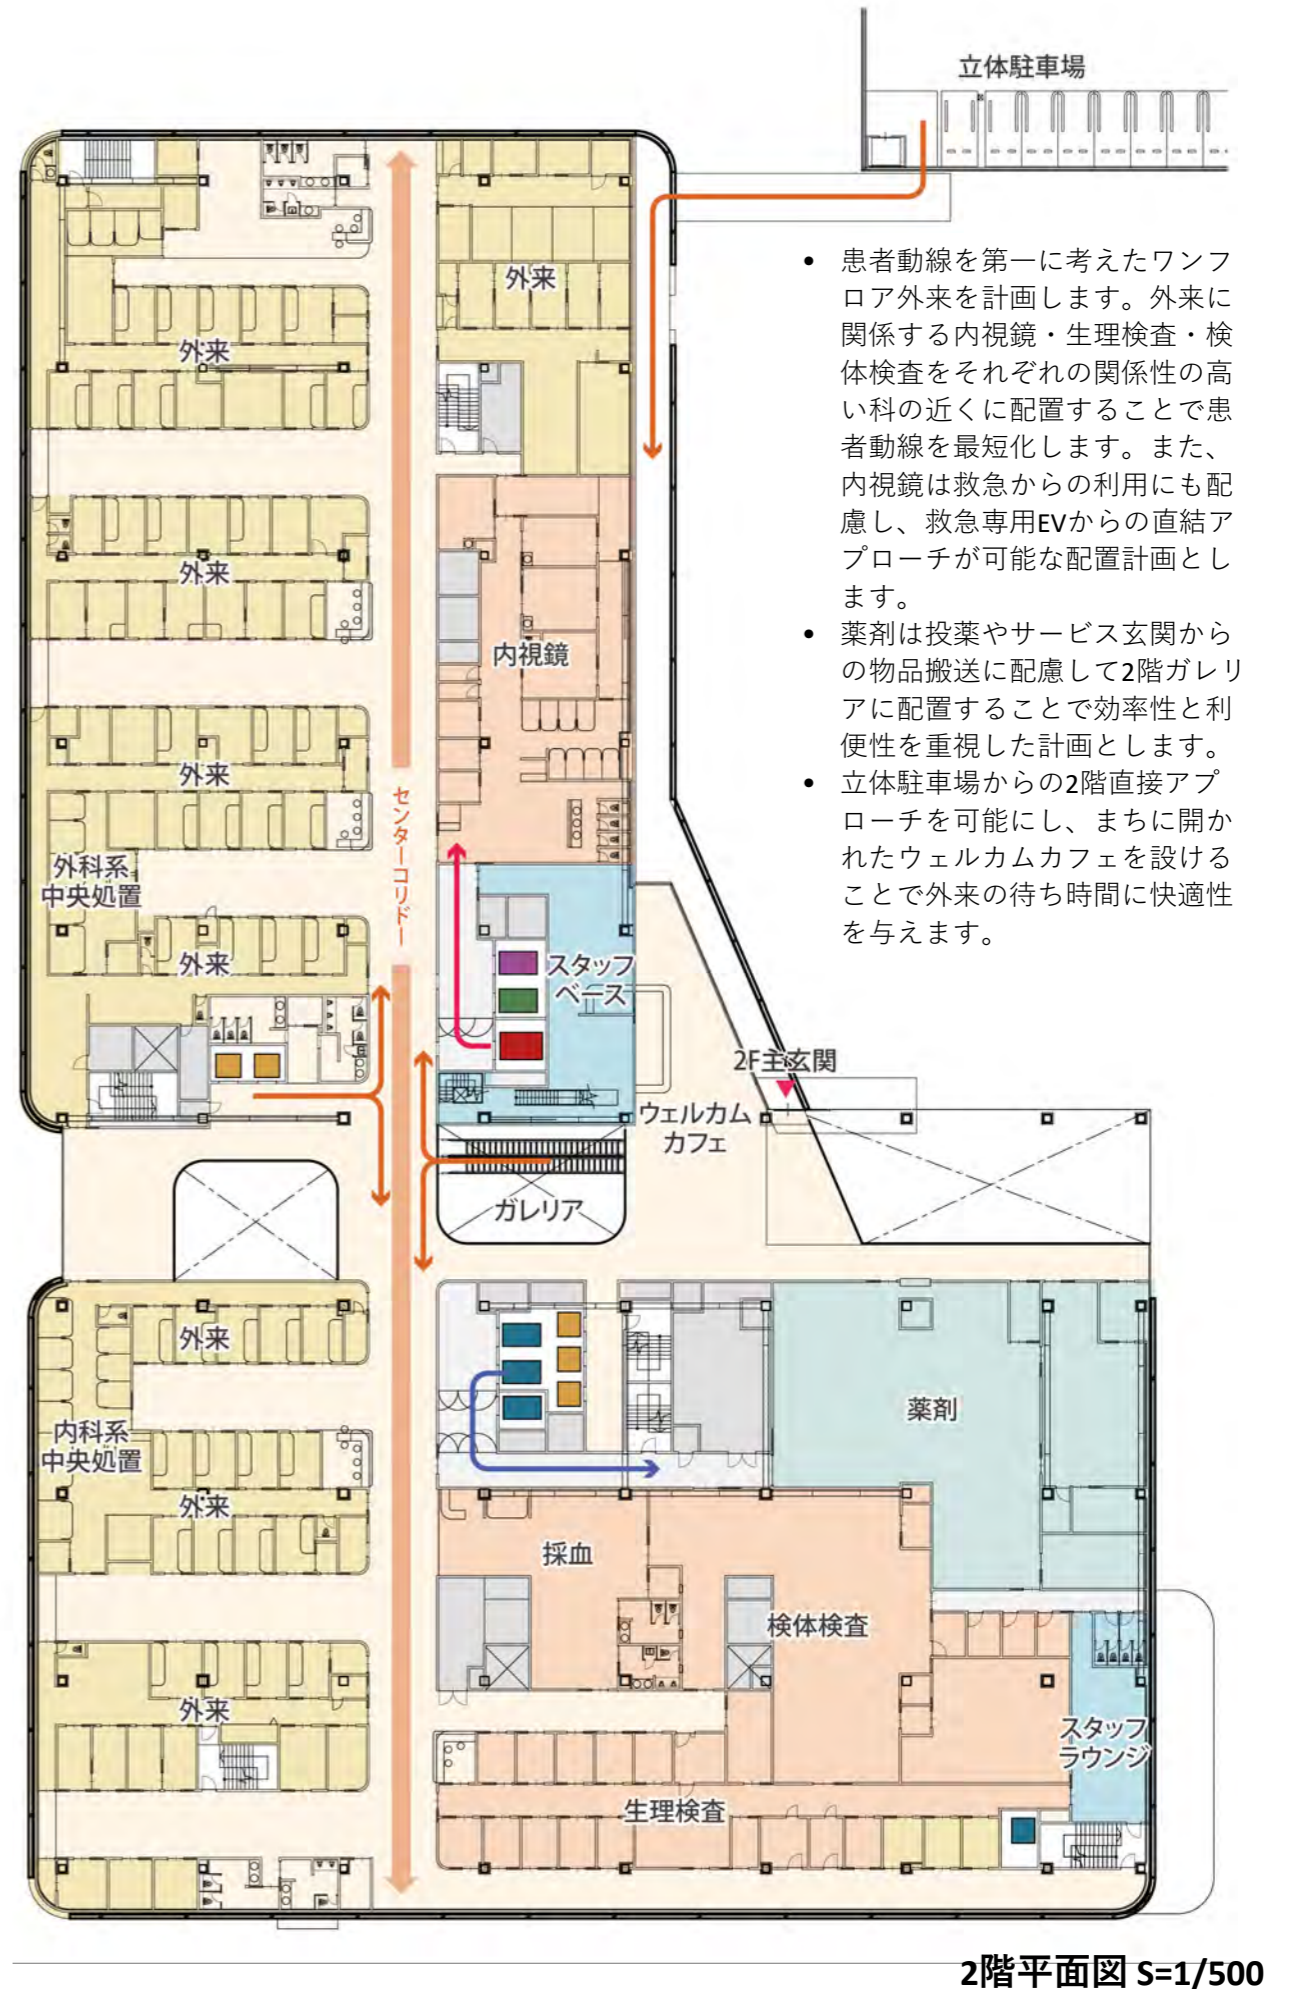 立体駐車場
• 患者動線を第一に考えたワンフ
ロア外来を計画します。外来に
関係する内視鏡・生理検査・検
体検査をそれぞれの関係性の高
い科の近くに配置することで患
者動線を最短化します。また、
内視鏡は救急からの利用にも配
慮し、救急専用EVからの直結ア
プローチが可能な配置計画とし
ます。
• 薬剤は投薬やサービス玄関から
の物品搬送に配慮して2階ガレリ
アに配置することで効率性と利
便性を重視した計画とします。
• 立体駐車場からの2階直接アプ
ローチを可能にし、まちに開か
れたウェルカムカフェを設ける
ことで外来の待ち時間に快適性
を与えます。
外来
外来
外来
内視鏡
外来
センターコリドー
外科系
中央処置
外来
スタッフ
ベース
2F主玄関
ウェルカム
カフェ
ガレリア
外来
内科系
中央処置
薬剤
外来
採血
検体検査
外来
スタッフ
ラウンジ
生理検査
2階平面図 S=1/500